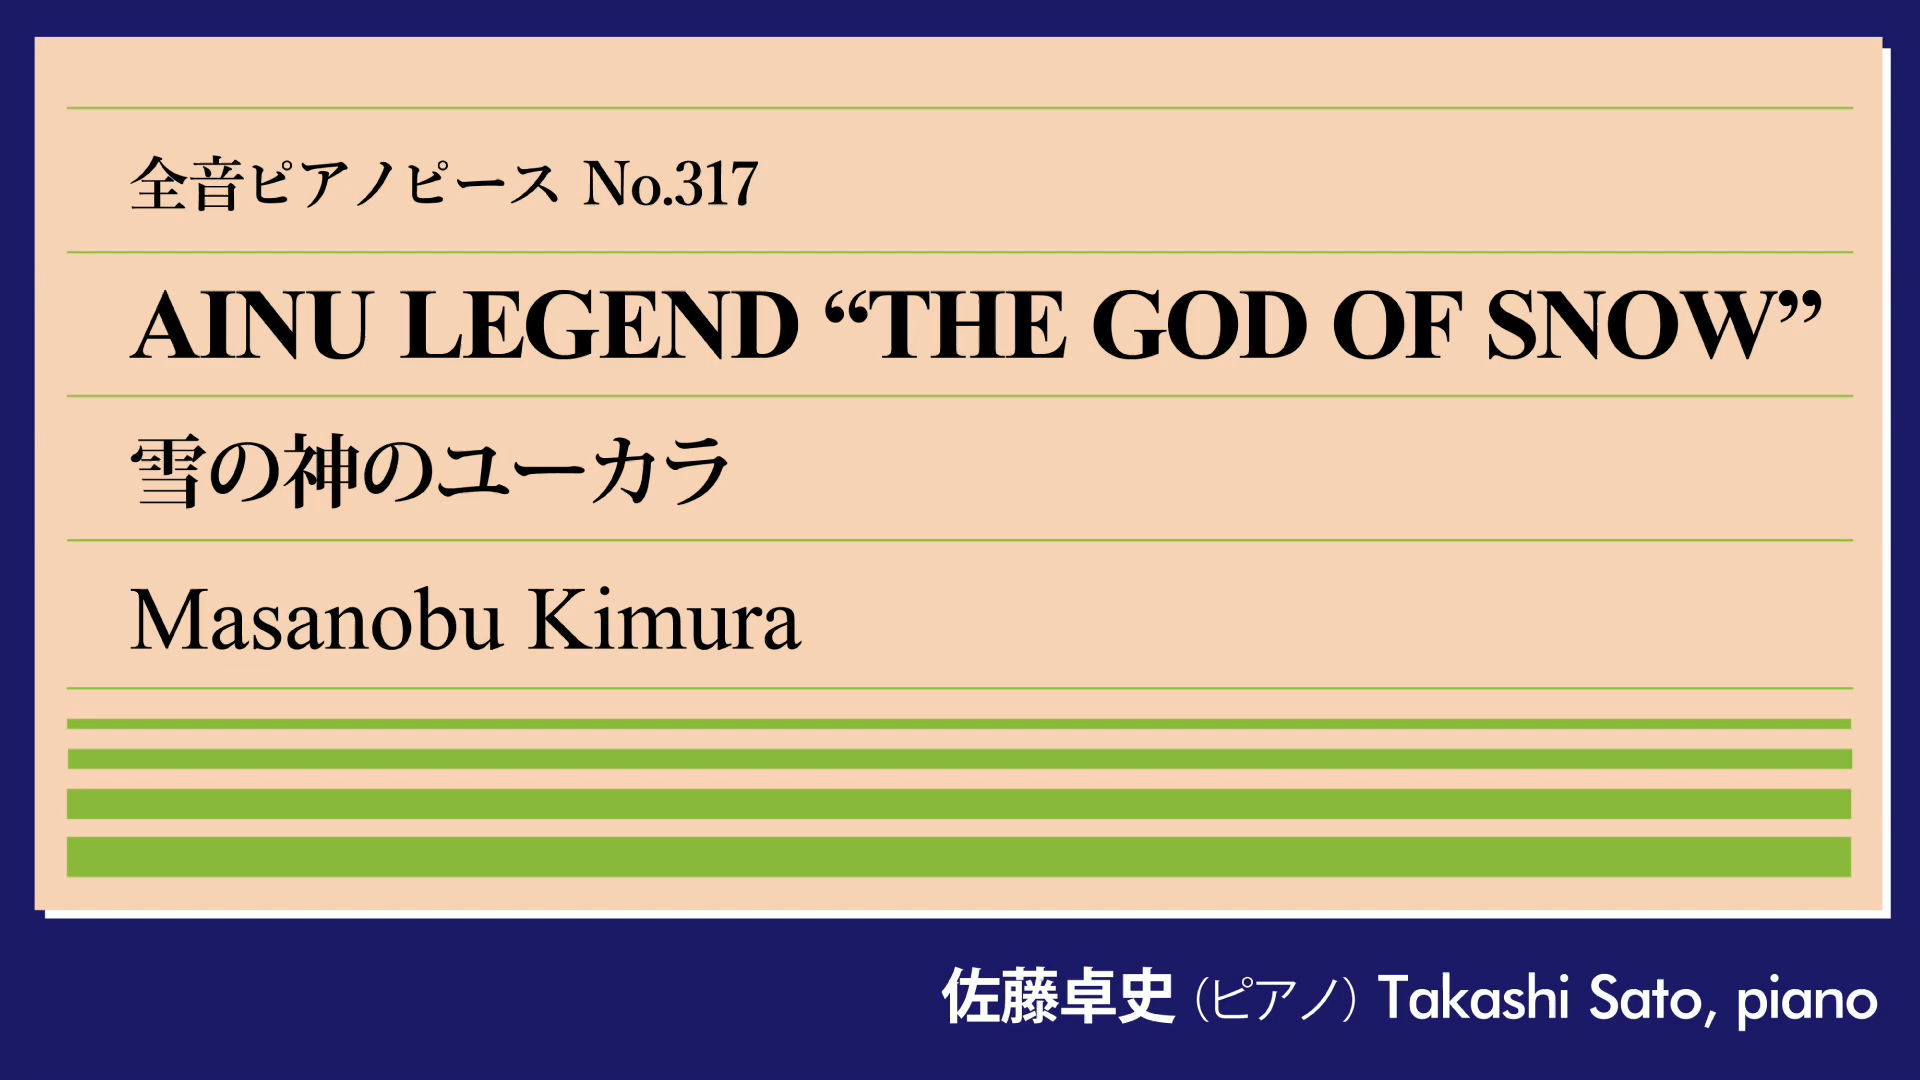 全音ピアノピース No.317
AINU LEGEND “THE GOD OF SNOW”
雪の神のユーカラ
Masanobu Kimura
佐藤卓史（ピアノ）Takashi Sato, piano